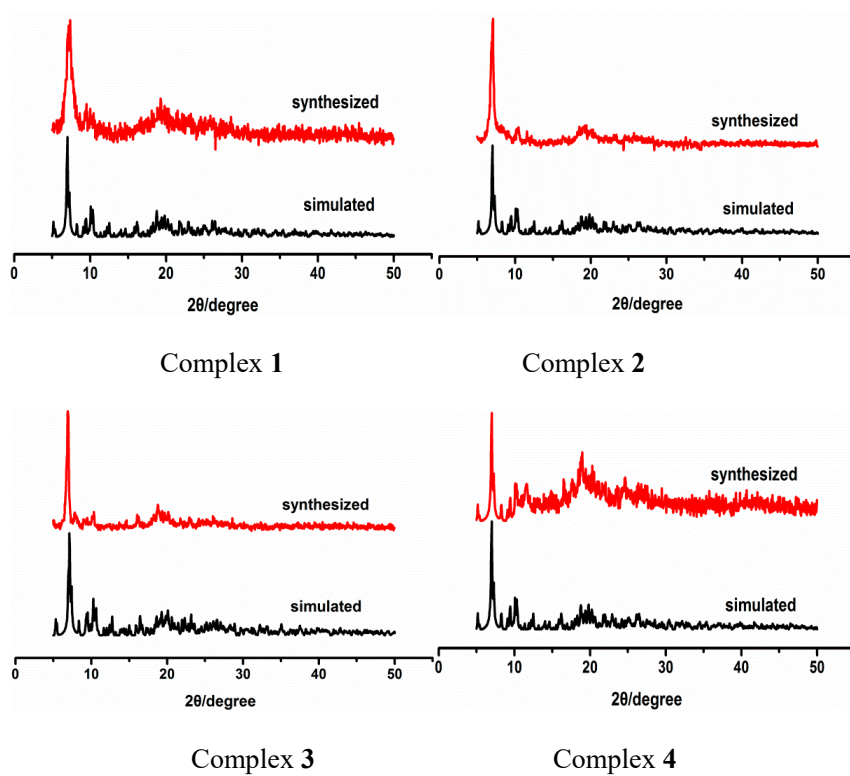 synthesized
synthesized
simulated
simulated
0 10 20 30 40 50
0 10 20 30 40 50
2θ/degree
2θ/degree
Complex 1
Complex 2
synthesized
synthesized
simulated
simulated
0 10 20 30 40 50
0 10 20 30 40 50
2θ/degree
2θ/degree
Complex 3
Complex 4